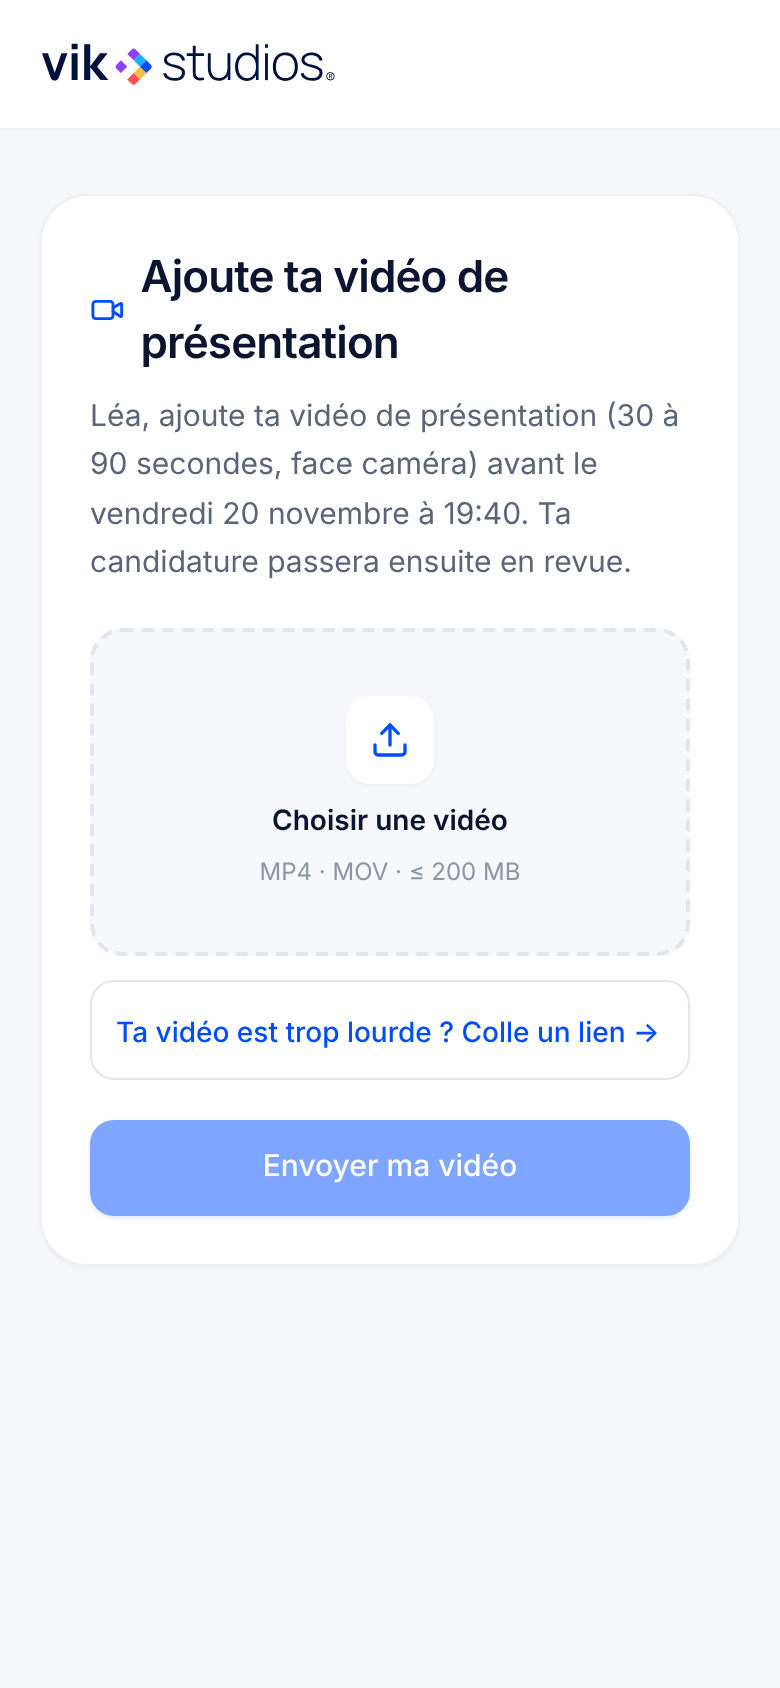 vik studios®
Ajoute ta vidéo de
présentation
Léa, ajoute ta vidéo de présentation (30 à
90 secondes, face caméra) avant le
vendredi 20 novembre à 19:40. Ta
candidature passera ensuite en revue.
Choisir une vidéo
MP4 · MOV · ≤ 200 MB
Ta vidéo est trop lourde ? Colle un lien →
Envoyer ma vidéo